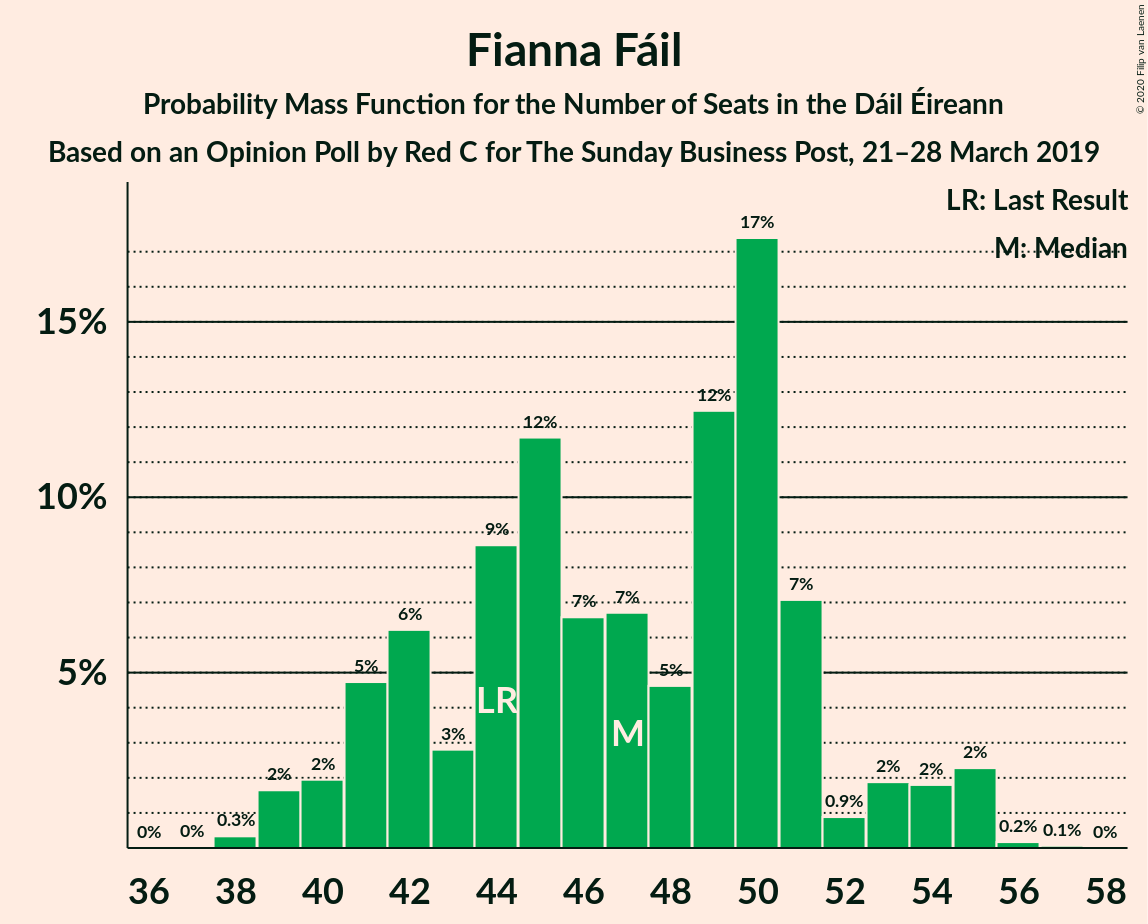 Fianna Fáil
Probability Mass Function for the Number of Seats in the Dáil Éireann
Based on an Opinion Poll by Red C for The Sunday Business Post, 21–28 March 2019
© 2020 Filip van Laenen
LR: Last Result
M: Median
15%
10%
5%
0%
0%
0.3%
2%
2%
5%
6%
3%
9%
12%
7%
7%
5%
12%
17%
7%
0.9%
2%
2%
2%
0.2%
0.1%
0%
LR
M
36 38 40 42 44 46 48 50 52 54 56 58